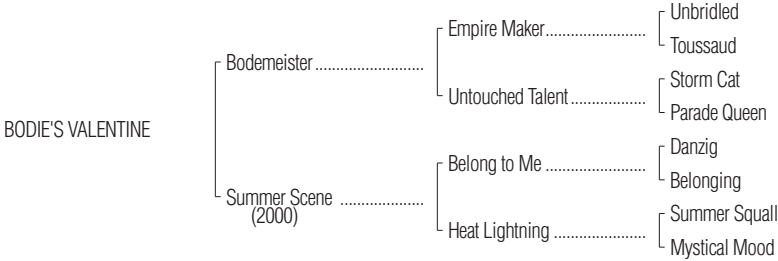 Unbridled
Empire Maker........................
Toussaud
Bodemeister..........................
Storm Cat
Untouched Talent..................
Parade Queen
BODIE'S VALENTINE
Danzig
Belong to Me ........................
Belonging
Summer Scene ....................
(2000)
Summer Squall
Heat Lightning ......................
Mystical Mood